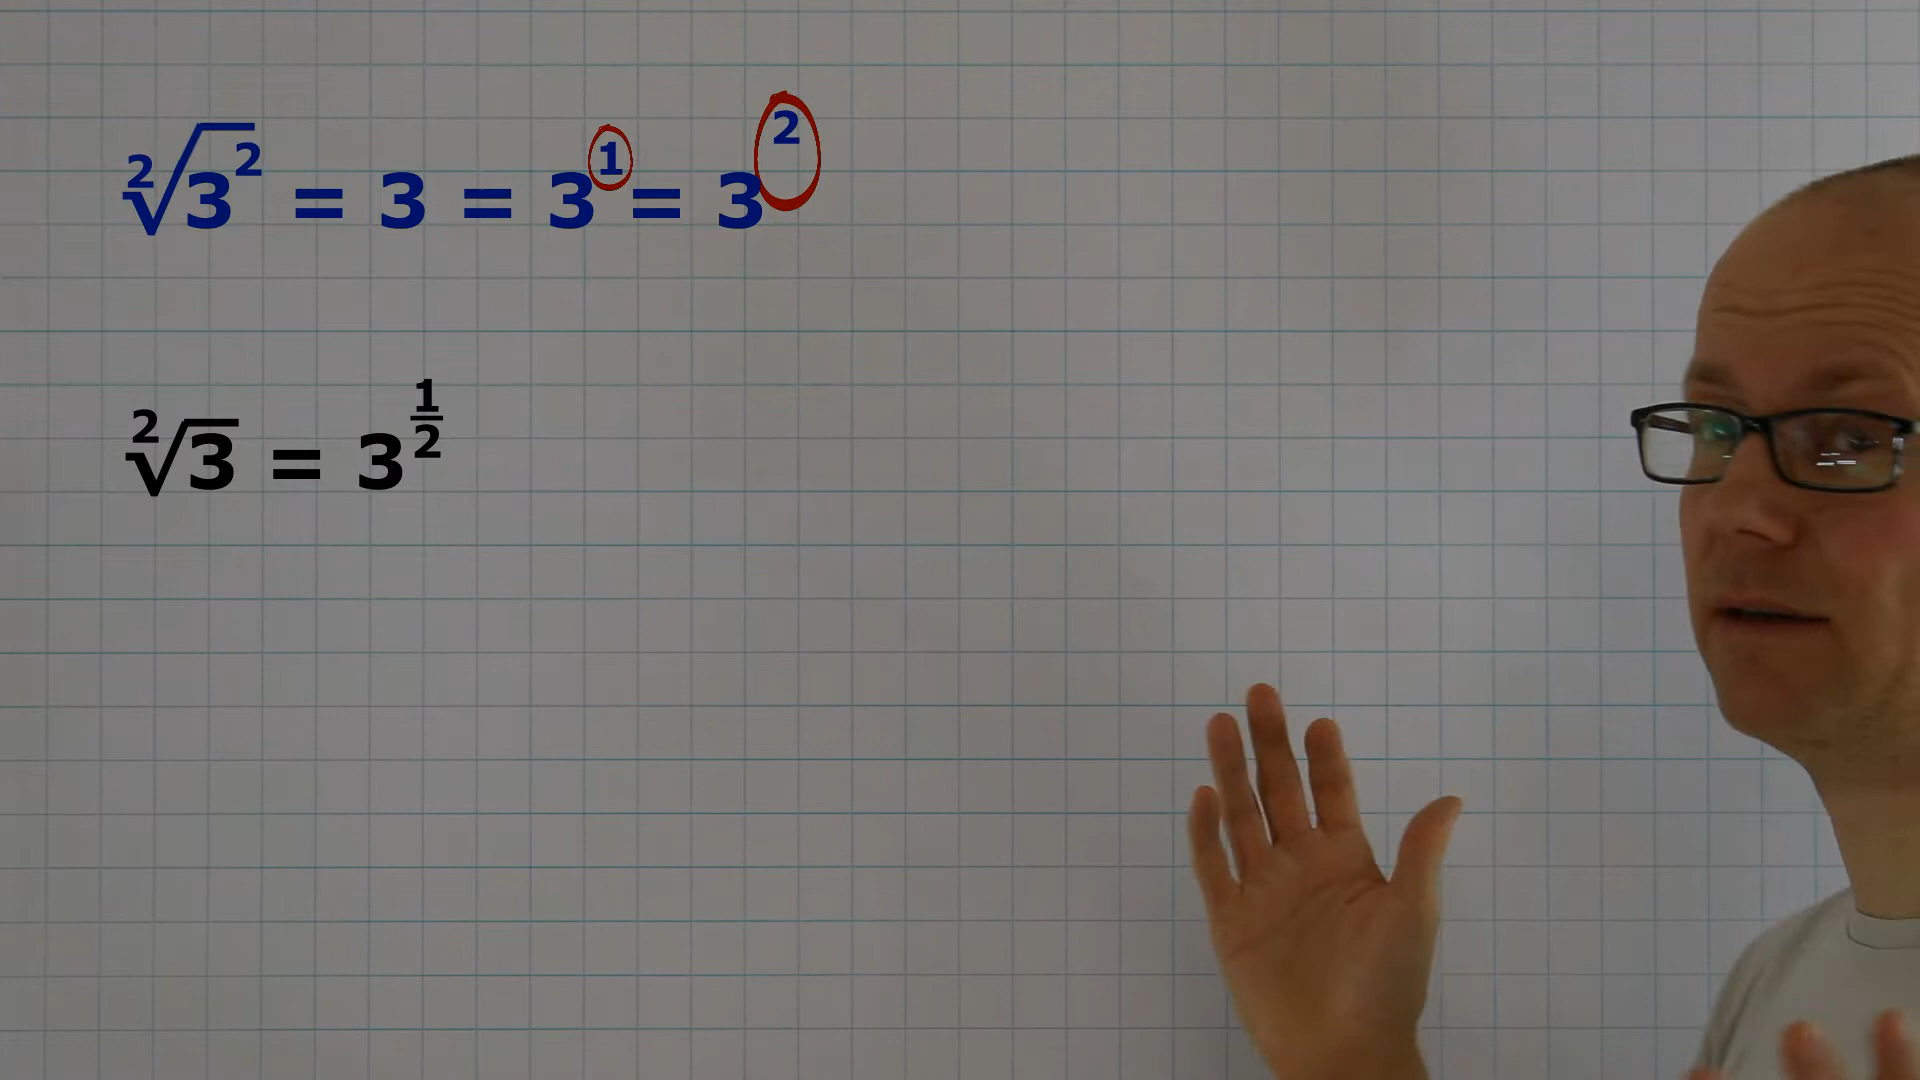 ²√3² = 3 = 3¹ = 3²
²√3 = 3^(1/2)